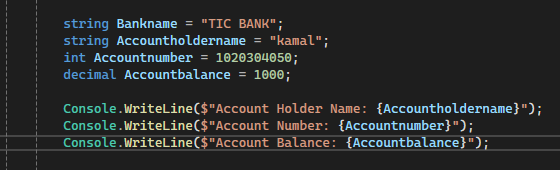 string Bankname = "TIC BANK";
string Accountholdername = "kamal";
int Accountnumber = 1020304050;
decimal Accountbalance = 1000;
Console.WriteLine($"Account Holder Name: {Accountholdername}");
Console.WriteLine($"Account Number: {Accountnumber}");
Console.WriteLine($"Account Balance: {Accountbalance}");